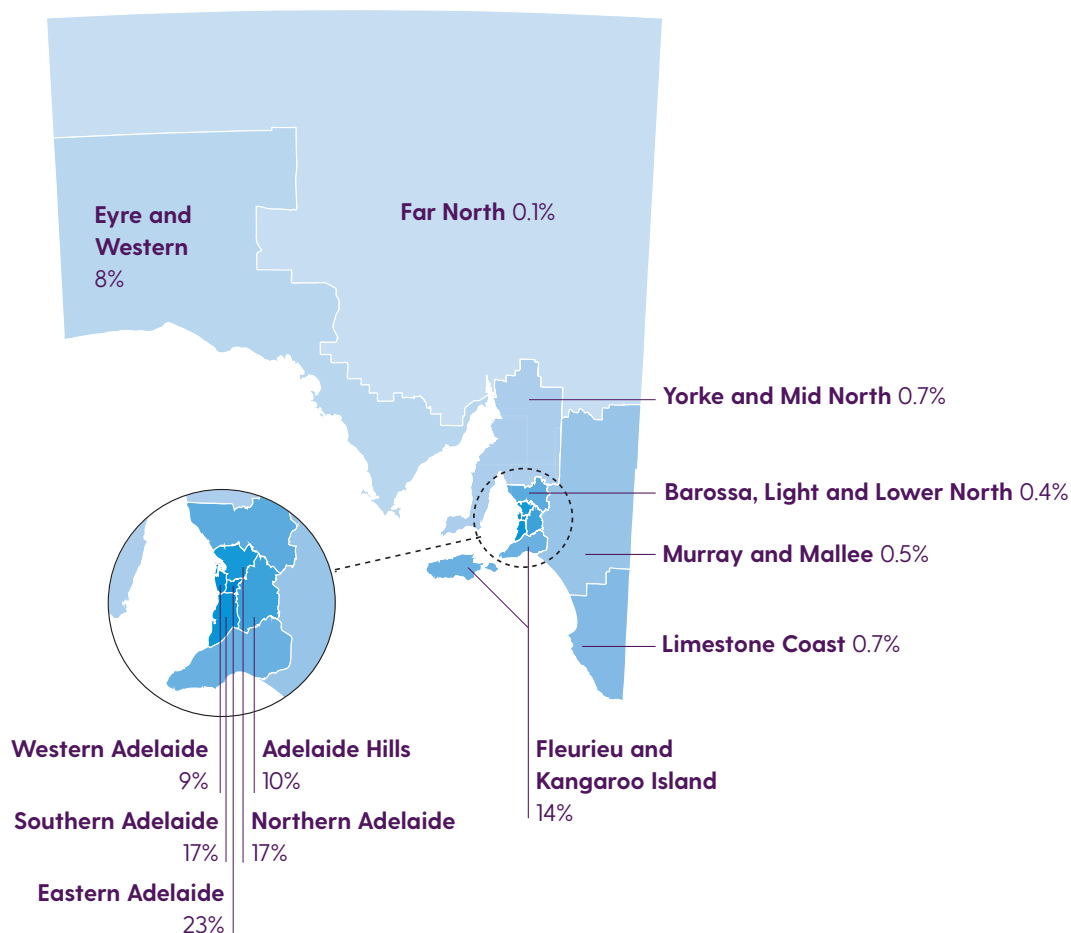 Eyre and
Western
8%
Far North 0.1%
Yorke and Mid North 0.7%
Barossa, Light and Lower North 0.4%
Murray and Mallee 0.5%
Limestone Coast 0.7%
Western Adelaide
9%
Adelaide Hills
10%
Fleurieu and
Kangaroo Island
14%
Southern Adelaide
17%
Northern Adelaide
17%
Eastern Adelaide
23%